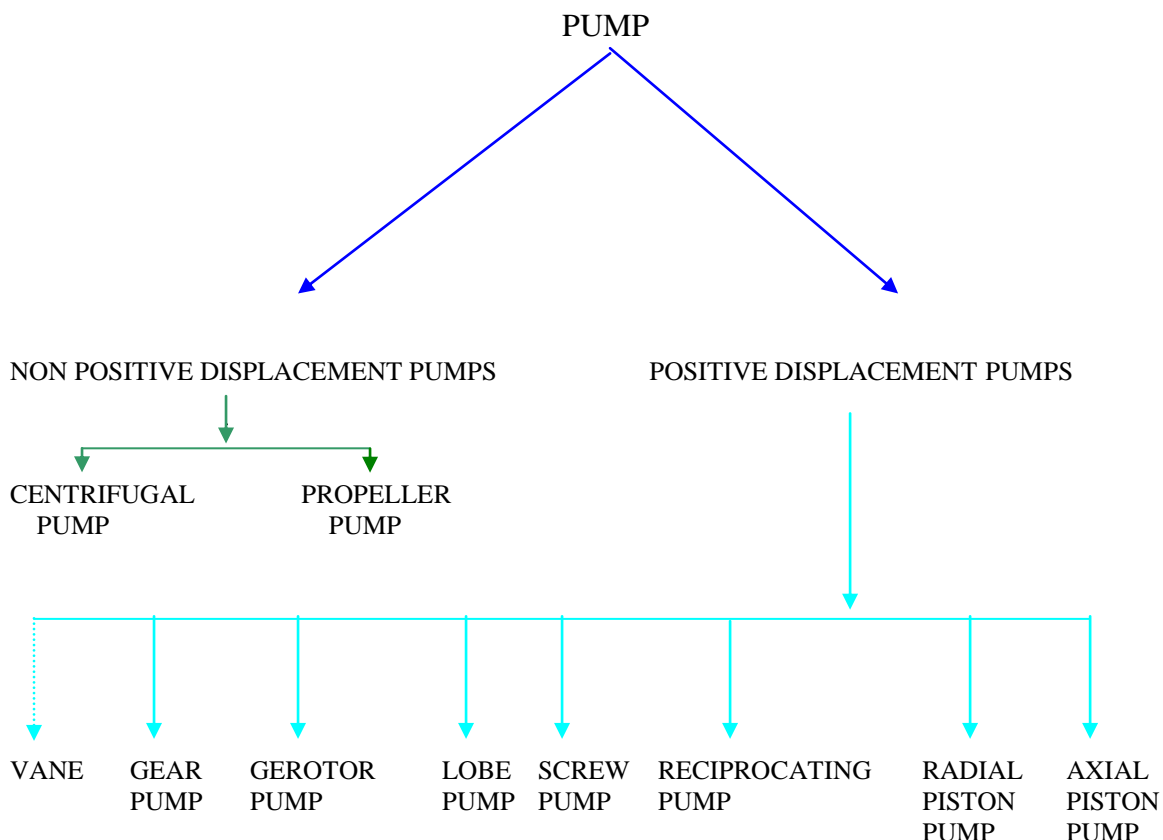 PUMP
NON POSITIVE DISPLACEMENT PUMPS
POSITIVE DISPLACEMENT PUMPS
CENTRIFUGAL
PUMP
PROPELLER
PUMP
VANE
GEAR
PUMP
GEROTOR
PUMP
LOBE
PUMP
SCREW
PUMP
RECIPROCATING
PUMP
RADIAL
PISTON
PUMP
AXIAL
PISTON
PUMP